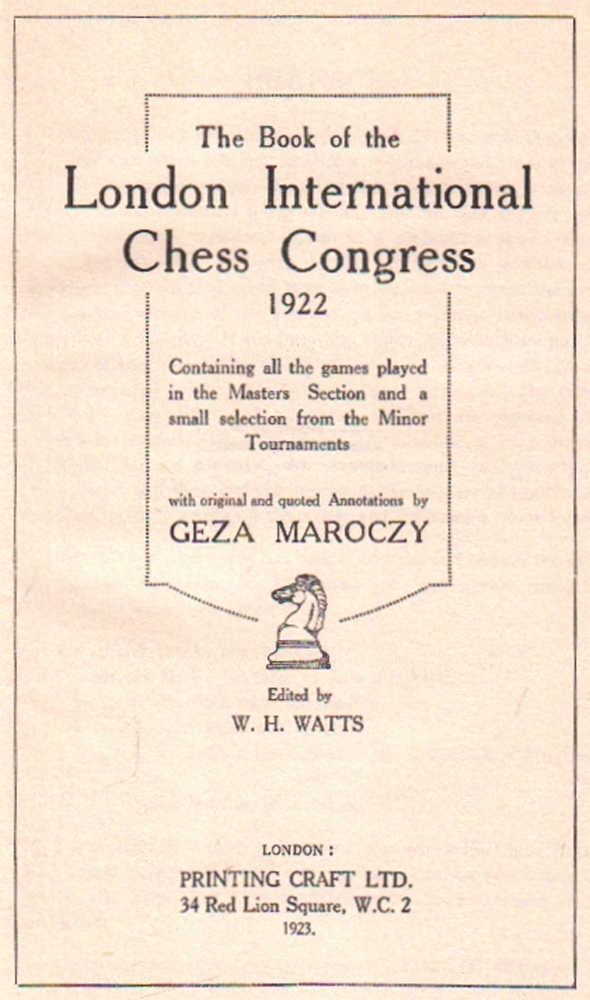 The Book of the
London International
Chess Congress
1922
Containing all the games played
in the Masters Section and a
small selection from the Minor
Tournaments
with original and quoted Annotations by
GEZA MAROCZY
Edited by
W. H. WATTS
LONDON :
PRINTING CRAFT LTD.
34 Red Lion Square, W.C. 2
1923.